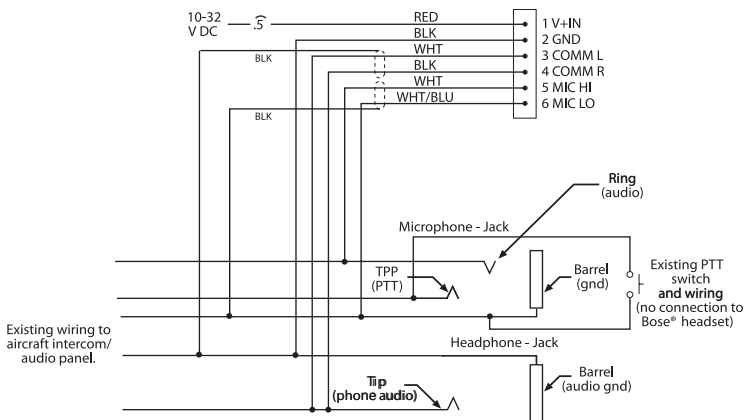 10-32
V DC
.5
RED
BLK
WHT
BLK
WHT
WHT/BLU
BLK
BLK
1 V+IN
2 GND
3 COMM L
4 COMM R
5 MIC HI
6 MIC LO
Ring
(audio)
Microphone - Jack
TPP
(PTT)
Barrel
(gnd)
Existing PTT
switch
and wiring
(no connection to
Bose® headset)
Existing wiring to
aircraft intercom/
audio panel.
Headphone - Jack
Tip
(phone audio)
Barrel
(audio gnd)